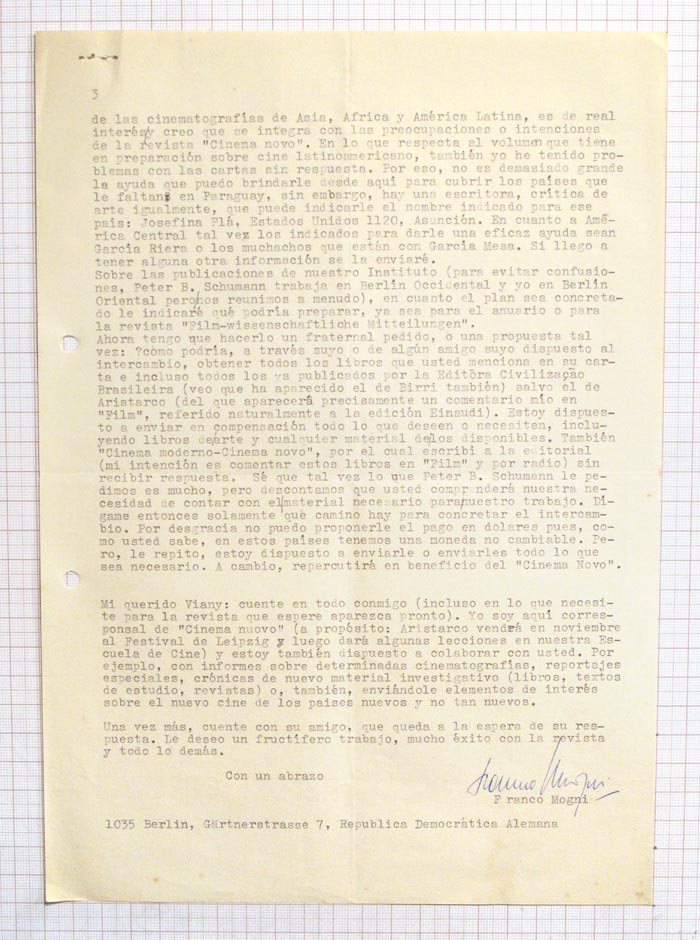 3
de las cinematografías de Asia, Africa y América Latina, es de real
interés y creo que se integra con las preocupaciones o intenciones
de la revista "Cinema novo". En lo que respecta al volumen que tiene
en preparación sobre cine latinoamericano, también yo he tenido pro-
blemas con las cartas sin respuesta. Por eso, no es demasiado grande
la ayuda que puedo brindarle desde aquí para cubrir los países que
le faltan: en Paraguay, sin embargo, hay una escritora, crítica de
arte igualmente, que puede indicarle el nombre indicado para ese
país: Josefina Plá, Estados Unidos 1120, Asunción. En cuanto a Amé-
rica Central tal vez los indicados para darle una eficaz ayuda sean
García Riera o los muchachos que están con García Mesa. Si llego a
tener alguna otra información se la enviaré.
Sobre las publicaciones de nuestro Instituto (para evitar confusio-
nes, Peter B. Schumann trabaja en Berlín Occidental y yo en Berlín
Oriental pero nos reunimos a menudo), en cuanto el plan sea concreta-
do le indicaré qué podría preparar, ya sea para el anuario o para
la revista "Film-wissenschaftliche Mitteilungen".
Ahora tengo que hacerlo un fraternal pedido, o una propuesta tal
vez: ?como podría, a través suyo o de algún amigo suyo dispuesto al
intercambio, obtener todos los libros que usted menciona en su car-
ta e incluso todos los ya publicados por la Editôra Civilização
Brasileira (veo que ha aparecido el de Birri también) salvo el de
Aristarco (del que aparecerá precisamente un comentario mío en
"Film", referido naturalmente a la edición Einaudi). Estoy dispues-
to a enviar en compensación todo lo que deseen o necesiten, inclu-
yendo libros de arte y cualquier material de los disponibles. También
"Cinema moderno-Cinema novo", por el cual escribí a la editorial
(mi intención es comentar estos libros en "Film" y por radio) sin
recibir respuesta. Sé que tal vez lo que Peter B. Schumann le pe-
dimos es mucho, pero descontamos que usted comprenderá nuestra ne-
cesidad de contar con el material necesario para nuestro trabajo. Dí-
game entonces solamente qué camino hay para concretar el intercam-
bio. Por desgracia no puedo proponerle el pago en dolares pues, co-
mo usted sabe, en estos países tenemos una moneda no cambiable. Pe-
ro, le repito, estoy dispuesto a enviarle o enviarles todo lo que
sea necesario. A cambio, repercutirá en beneficio del "Cinema Novo".
Mi querido Viany: cuente en todo conmigo (incluso en lo que necesi-
te para la revista que espere aparezca pronto). Yo soy aquí corres-
ponsal de "Cinema nuovo" (a propósito: Aristarco vendrá en noviembre
al Festival de Leipzig y luego dará algunas lecciones en nuestra Es-
cuela de Cine) y estoy también dispuesto a colaborar con usted. Por
ejemplo, con informes sobre determinadas cinematografías, reportajes
especiales, crónicas de nuevo material investigativo (libros, textos
de estudio, revistas) o, también, enviándole elementos de interés
sobre el nuevo cine de los países nuevos y no tan nuevos.
Una vez más, cuente con su amigo, que queda a la espera de su res-
puesta. Le deseo un fructífero trabajo, mucho éxito con la revista
y todo lo demás.
Con un abrazo
Franco Mogni
Franco Mogni
1035 Berlin, Gärtnerstrasse 7, Republica Democrática Alemana